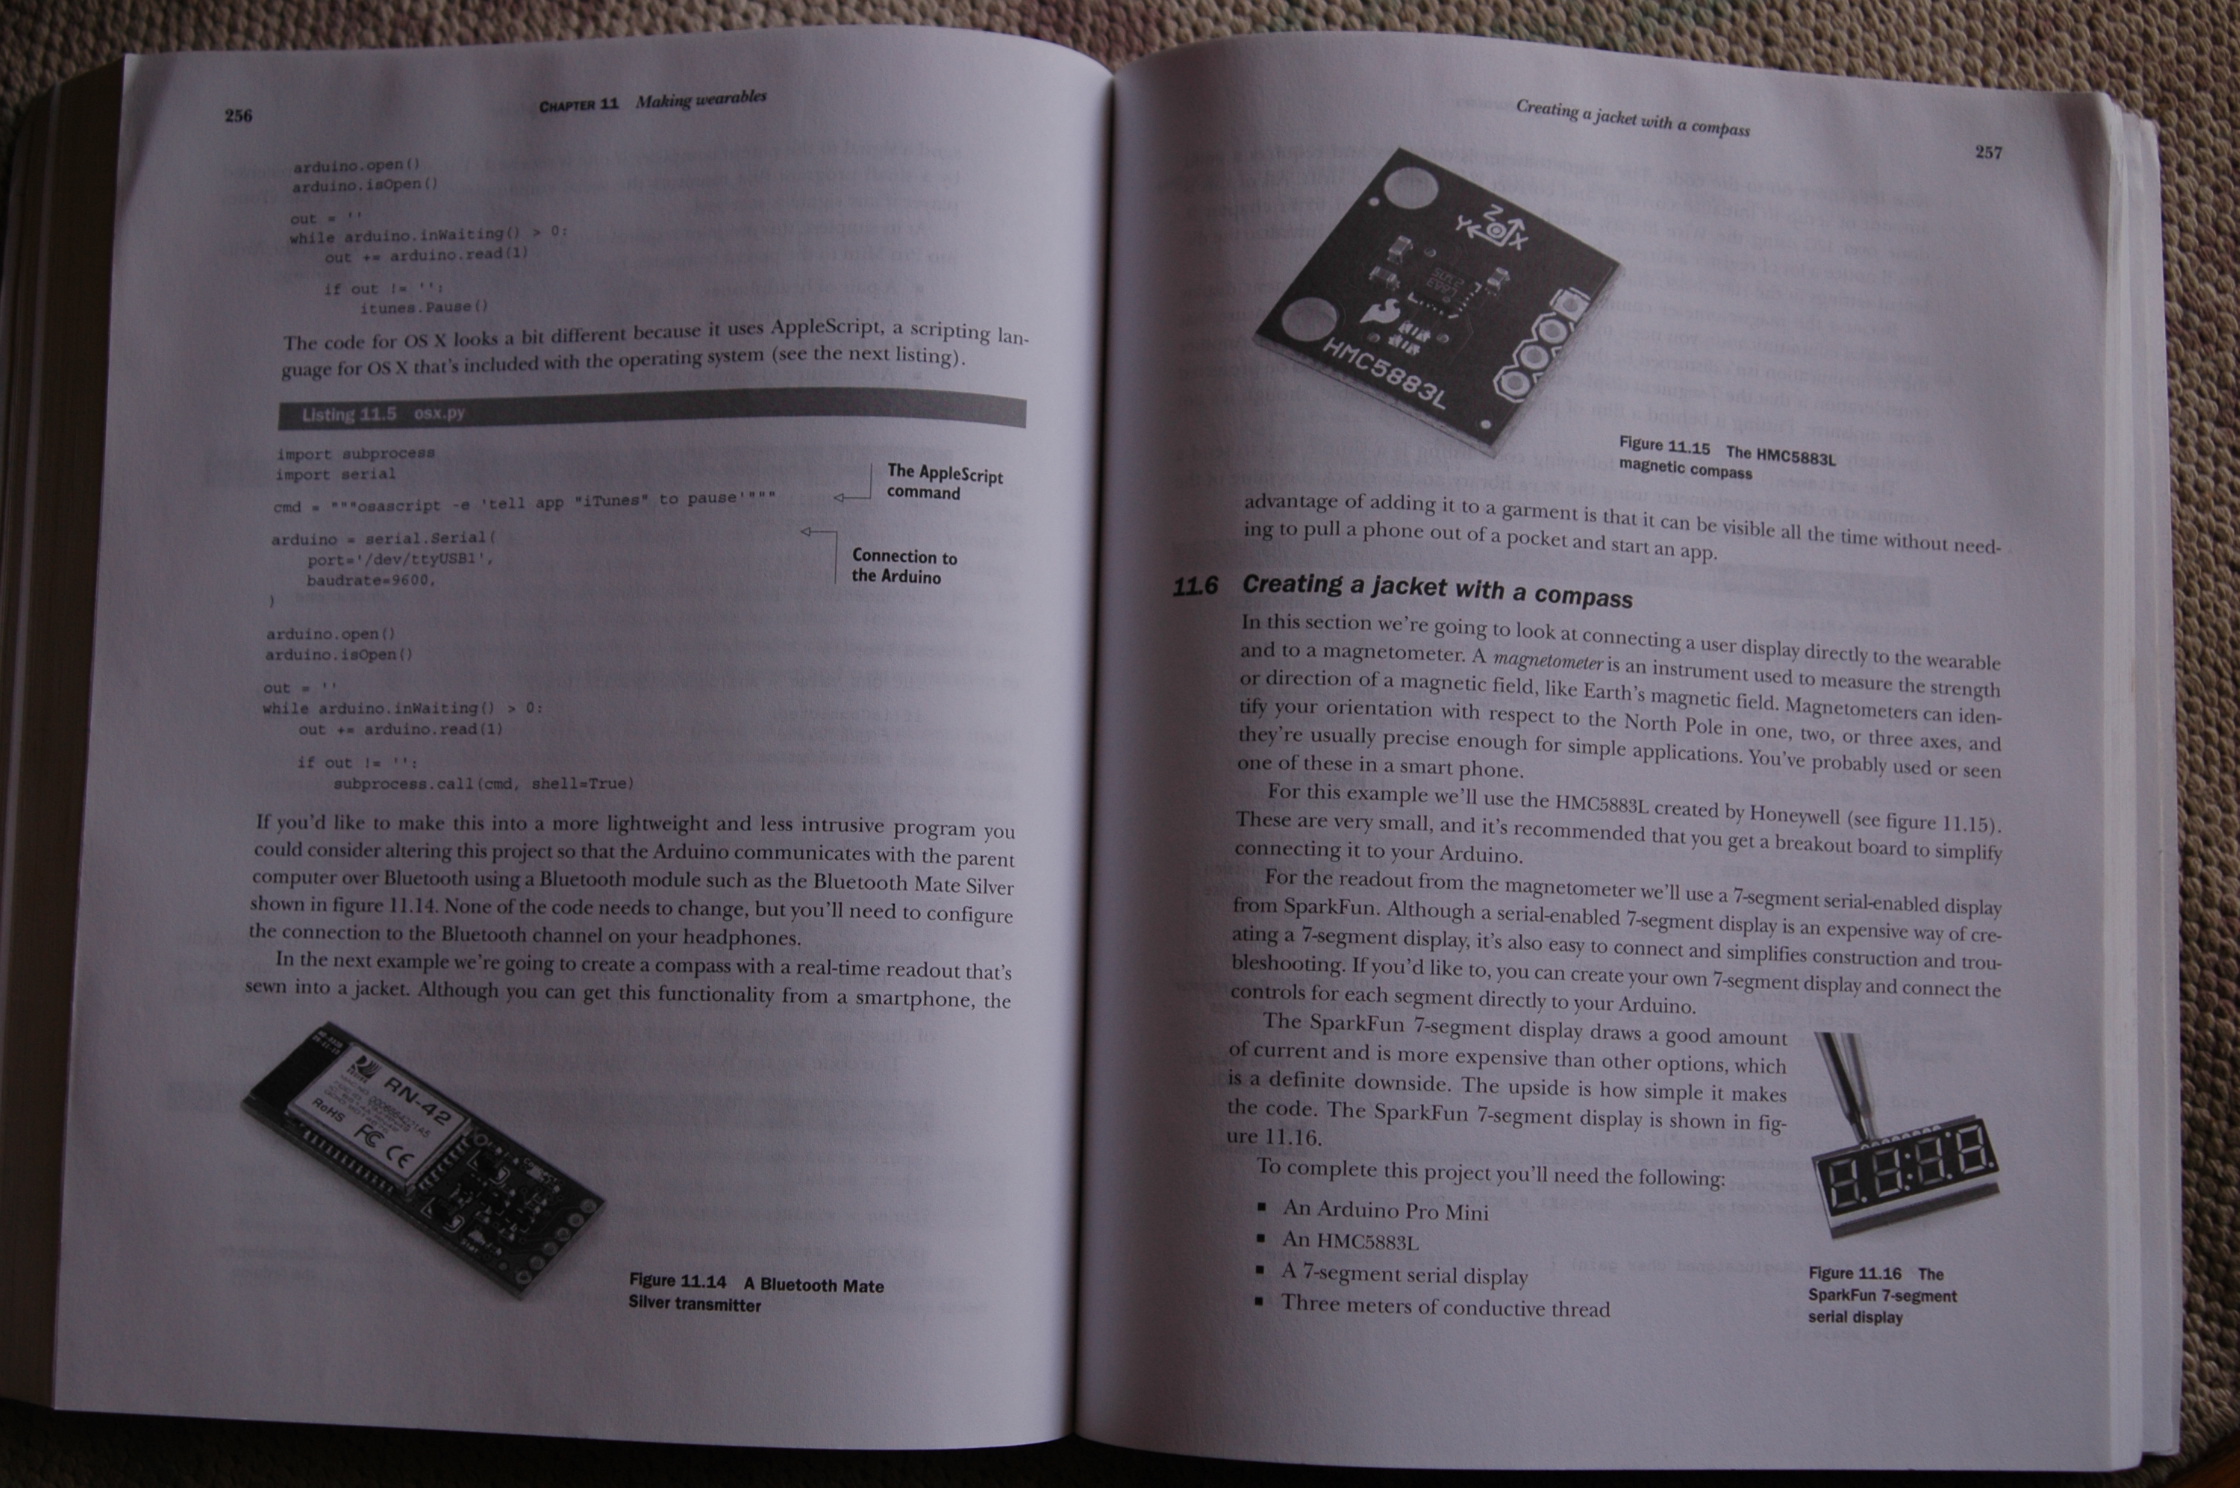 256
CHAPTER 11 Making wearables
arduino.open()
arduino.isOpen()
out = ''
while arduino.inWaiting() > 0:
out += arduino.read(1)
if out != '':
itunes.Pause()
The code for OS X looks a bit different because it uses AppleScript, a scripting lan-
guage for OS X that's included with the operating system (see the next listing).
Listing 11.5 osx.py
import subprocess
import serial
cmd = """osascript -e 'tell app "iTunes" to pause'"""
The AppleScript
command
arduino = serial.Serial(
port='/dev/ttyUSB1',
baudrate=9600,
)
Connection to
the Arduino
arduino.open()
arduino.isOpen()
out = ''
while arduino.inWaiting() > 0:
out += arduino.read(1)
if out != '':
subprocess.call(cmd, shell=True)
If you'd like to make this into a more lightweight and less intrusive program you
could consider altering this project so that the Arduino communicates with the parent
computer over Bluetooth using a Bluetooth module such as the Bluetooth Mate Silver
shown in figure 11.14. None of the code needs to change, but you'll need to configure
the connection to the Bluetooth channel on your headphones.
In the next example we're going to create a compass with a real-time readout that's
sewn into a jacket. Although you can get this functionality from a smartphone, the
RN-42
RoHS FC CE
Figure 11.14 A Bluetooth Mate
Silver transmitter
Creating a jacket with a compass
257
Y Z X
HMC5883L
Figure 11.15 The HMC5883L
magnetic compass
advantage of adding it to a garment is that it can be visible all the time without need-
ing to pull a phone out of a pocket and start an app.
11.6 Creating a jacket with a compass
In this section we're going to look at connecting a user display directly to the wearable
and to a magnetometer. A magnetometer is an instrument used to measure the strength
or direction of a magnetic field, like Earth's magnetic field. Magnetometers can iden-
tify your orientation with respect to the North Pole in one, two, or three axes, and
they're usually precise enough for simple applications. You've probably used or seen
one of these in a smart phone.
For this example we'll use the HMC5883L created by Honeywell (see figure 11.15).
These are very small, and it's recommended that you get a breakout board to simplify
connecting it to your Arduino.
For the readout from the magnetometer we'll use a 7-segment serial-enabled display
from SparkFun. Although a serial-enabled 7-segment display is an expensive way of cre-
ating a 7-segment display, it's also easy to connect and simplifies construction and trou-
bleshooting. If you'd like to, you can create your own 7-segment display and connect the
controls for each segment directly to your Arduino.
The SparkFun 7-segment display draws a good amount
of current and is more expensive than other options, which
is a definite downside. The upside is how simple it makes
the code. The SparkFun 7-segment display is shown in fig-
ure 11.16.
To complete this project you'll need the following:
▪ An Arduino Pro Mini
▪ An HMC5883L
▪ A 7-segment serial display
▪ Three meters of conductive thread
Figure 11.16 The
SparkFun 7-segment
serial display